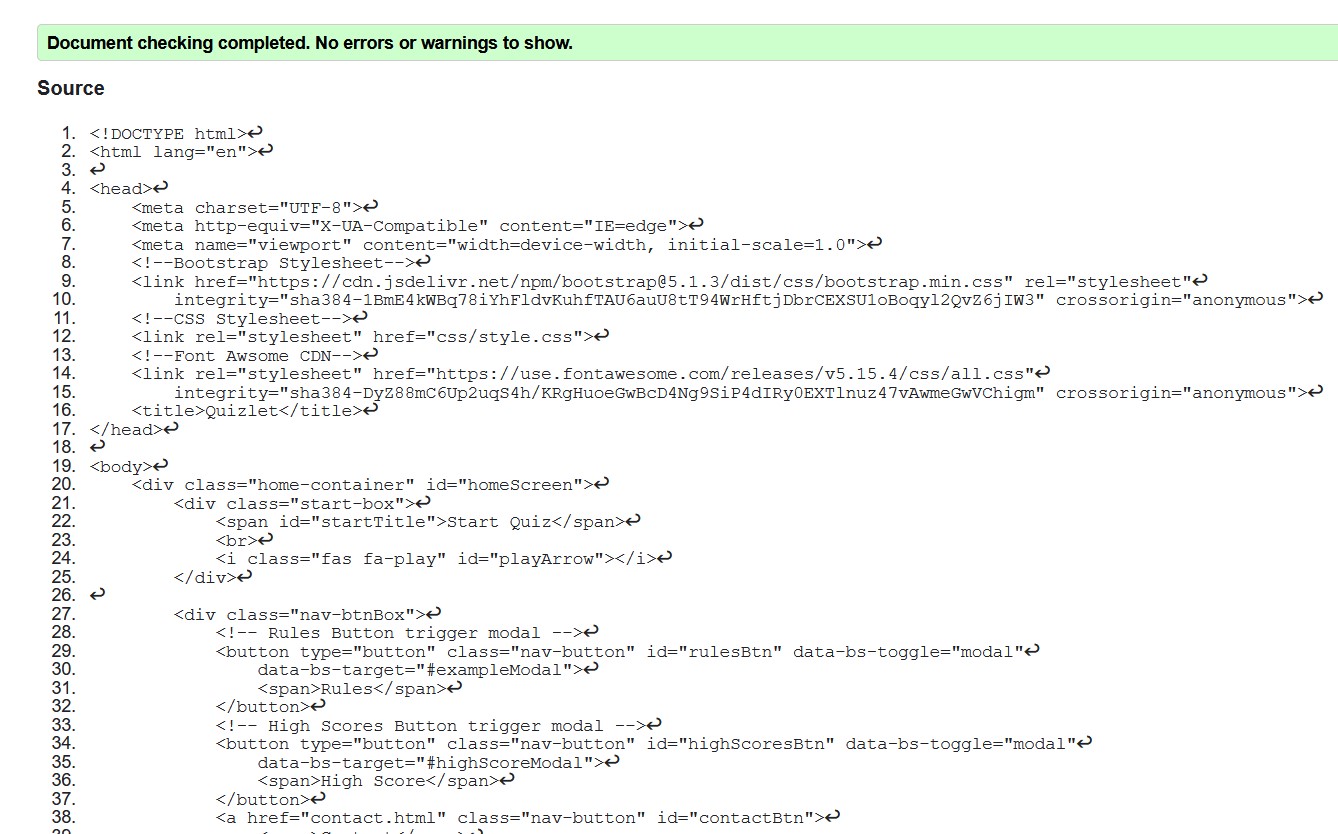 Document checking completed. No errors or warnings to show.
Source
1. <!DOCTYPE html>↩
2. <html lang="en">↩
3. ↩
4. <head>↩
5. <meta charset="UTF-8">↩
6. <meta http-equiv="X-UA-Compatible" content="IE=edge">↩
7. <meta name="viewport" content="width=device-width, initial-scale=1.0">↩
8. <!--Bootstrap Stylesheet-->↩
9. <link href="https://cdn.jsdelivr.net/npm/bootstrap@5.1.3/dist/css/bootstrap.min.css" rel="stylesheet"↩
10. integrity="sha384-1BmE4kWBq78iYhFldvKuhfTAU6auU8tT94WrHftjDbrCEXSU1oBoqyl2QvZ6jIW3" crossorigin="anonymous">↩
11. <!--CSS Stylesheet-->↩
12. <link rel="stylesheet" href="css/style.css">↩
13. <!--Font Awsome CDN-->↩
14. <link rel="stylesheet" href="https://use.fontawesome.com/releases/v5.15.4/css/all.css"↩
15. integrity="sha384-DyZ88mC6Up2uqS4h/KRgHuoeGwBcD4Ng9SiP4dIRy0EXTlnuz47vAwmeGwVChigm" crossorigin="anonymous">↩
16. <title>Quizlet</title>↩
17. </head>↩
18. ↩
19. <body>↩
20. <div class="home-container" id="homeScreen">↩
21. <div class="start-box">↩
22. <span id="startTitle">Start Quiz</span>↩
23. <br>↩
24. <i class="fas fa-play" id="playArrow"></i>↩
25. </div>↩
26. ↩
27. <div class="nav-btnBox">↩
28. <!-- Rules Button trigger modal -->↩
29. <button type="button" class="nav-button" id="rulesBtn" data-bs-toggle="modal"↩
30. data-bs-target="#exampleModal">↩
31. <span>Rules</span>↩
32. </button>↩
33. <!-- High Scores Button trigger modal -->↩
34. <button type="button" class="nav-button" id="highScoresBtn" data-bs-toggle="modal"↩
35. data-bs-target="#highScoreModal">↩
36. <span>High Score</span>↩
37. </button>↩
38. <a href="contact.html" class="nav-button" id="contactBtn">↩